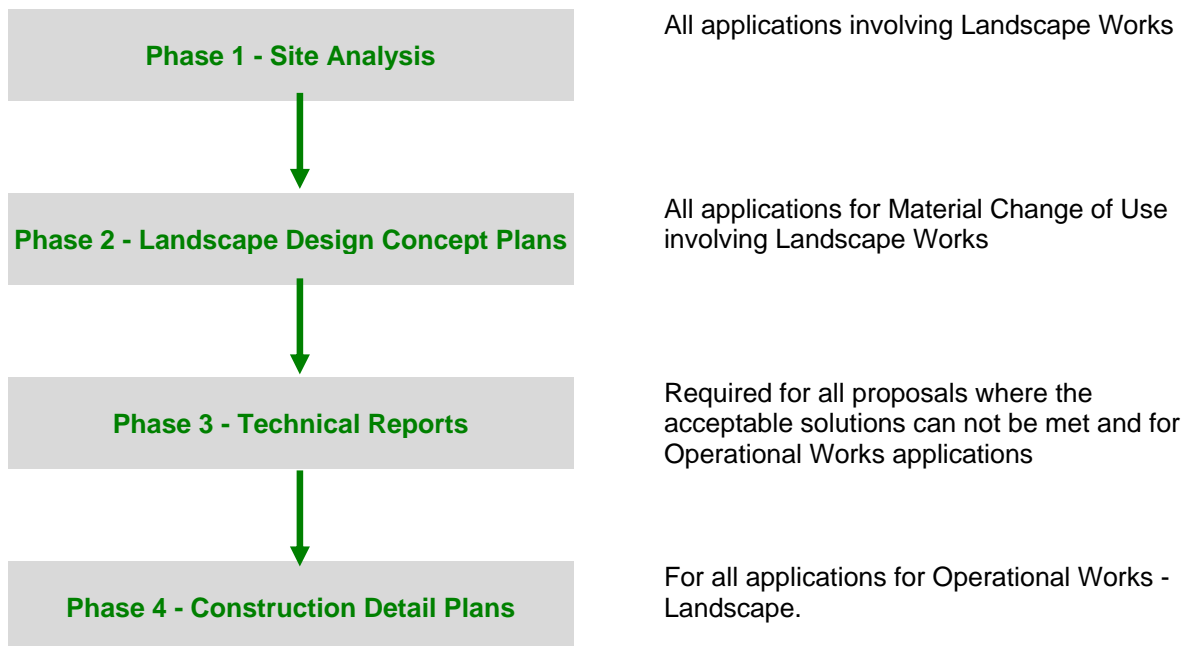 Phase 1 - Site Analysis
All applications involving Landscape Works
Phase 2 - Landscape Design Concept Plans
All applications for Material Change of Use
involving Landscape Works
Phase 3 - Technical Reports
Required for all proposals where the
acceptable solutions can not be met and for
Operational Works applications
Phase 4 - Construction Detail Plans
For all applications for Operational Works -
Landscape.